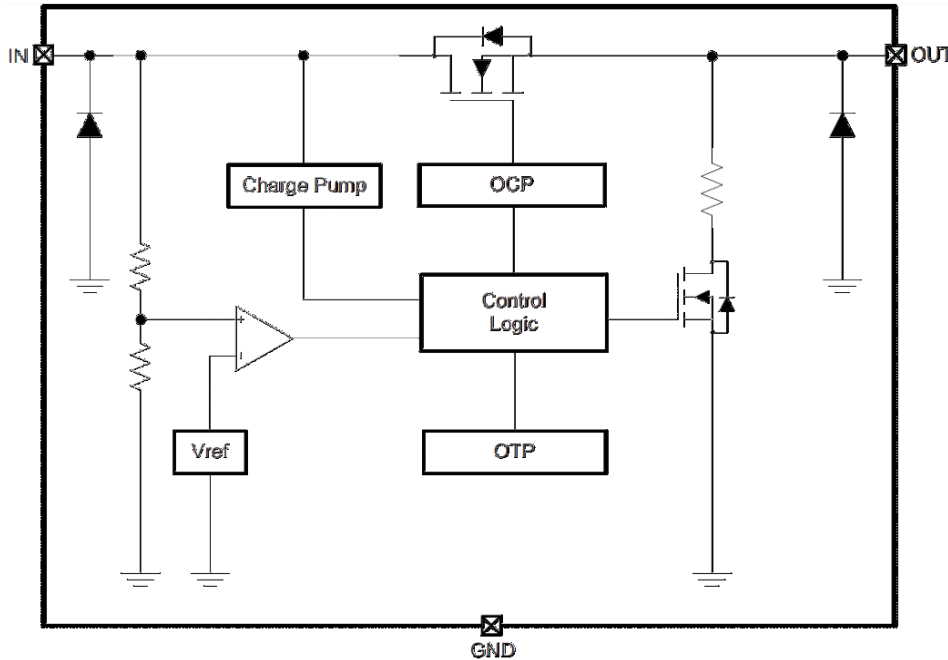 IN
OUT
Charge Pump
OCP
Control
Logic
+
-
Vref
OTP
GND